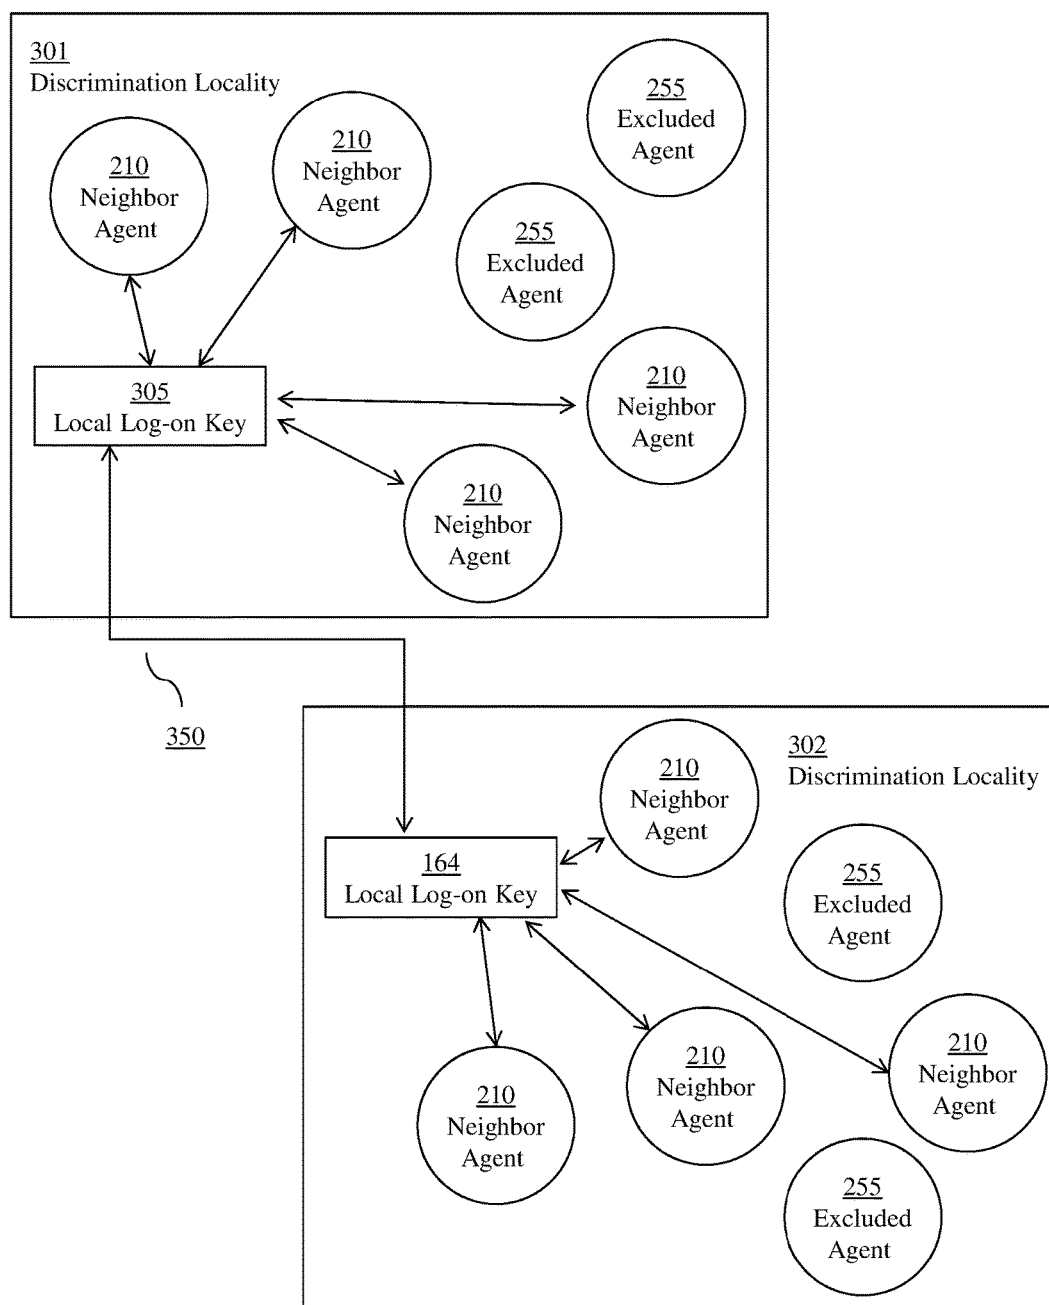 301
Discrimination Locality
210
Neighbor
Agent
210
Neighbor
Agent
255
Excluded
Agent
255
Excluded
Agent
305
Local Log-on Key
210
Neighbor
Agent
210
Neighbor
Agent
350
302
Discrimination Locality
210
Neighbor
Agent
164
Local Log-on Key
255
Excluded
Agent
210
Neighbor
Agent
210
Neighbor
Agent
210
Neighbor
Agent
255
Excluded
Agent